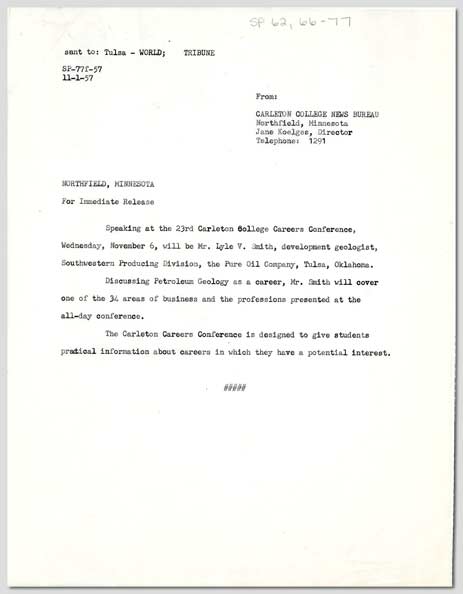 SP 62, 66-77
sent to: Tulsa - WORLD; TRIBUNE
SP-77f-57
11-1-57
From:
CARLETON COLLEGE NEWS BUREAU
Northfield, Minnesota
Jane Koelges, Director
Telephone: 1291
NORTHFIELD, MINNESOTA
For Immediate Release
Speaking at the 23rd Carleton College Careers Conference,
Wednesday, November 6, will be Mr. Lyle V. Smith, development geologist,
Southwestern Producing Division, the Pure Oil Company, Tulsa, Oklahoma.
Discussing Petroleum Geology as a career, Mr. Smith will cover
one of the 34 areas of business and the professions presented at the
all-day conference.
The Carleton Careers Conference is designed to give students
pratical information about careers in which they have a potential interest.
#####